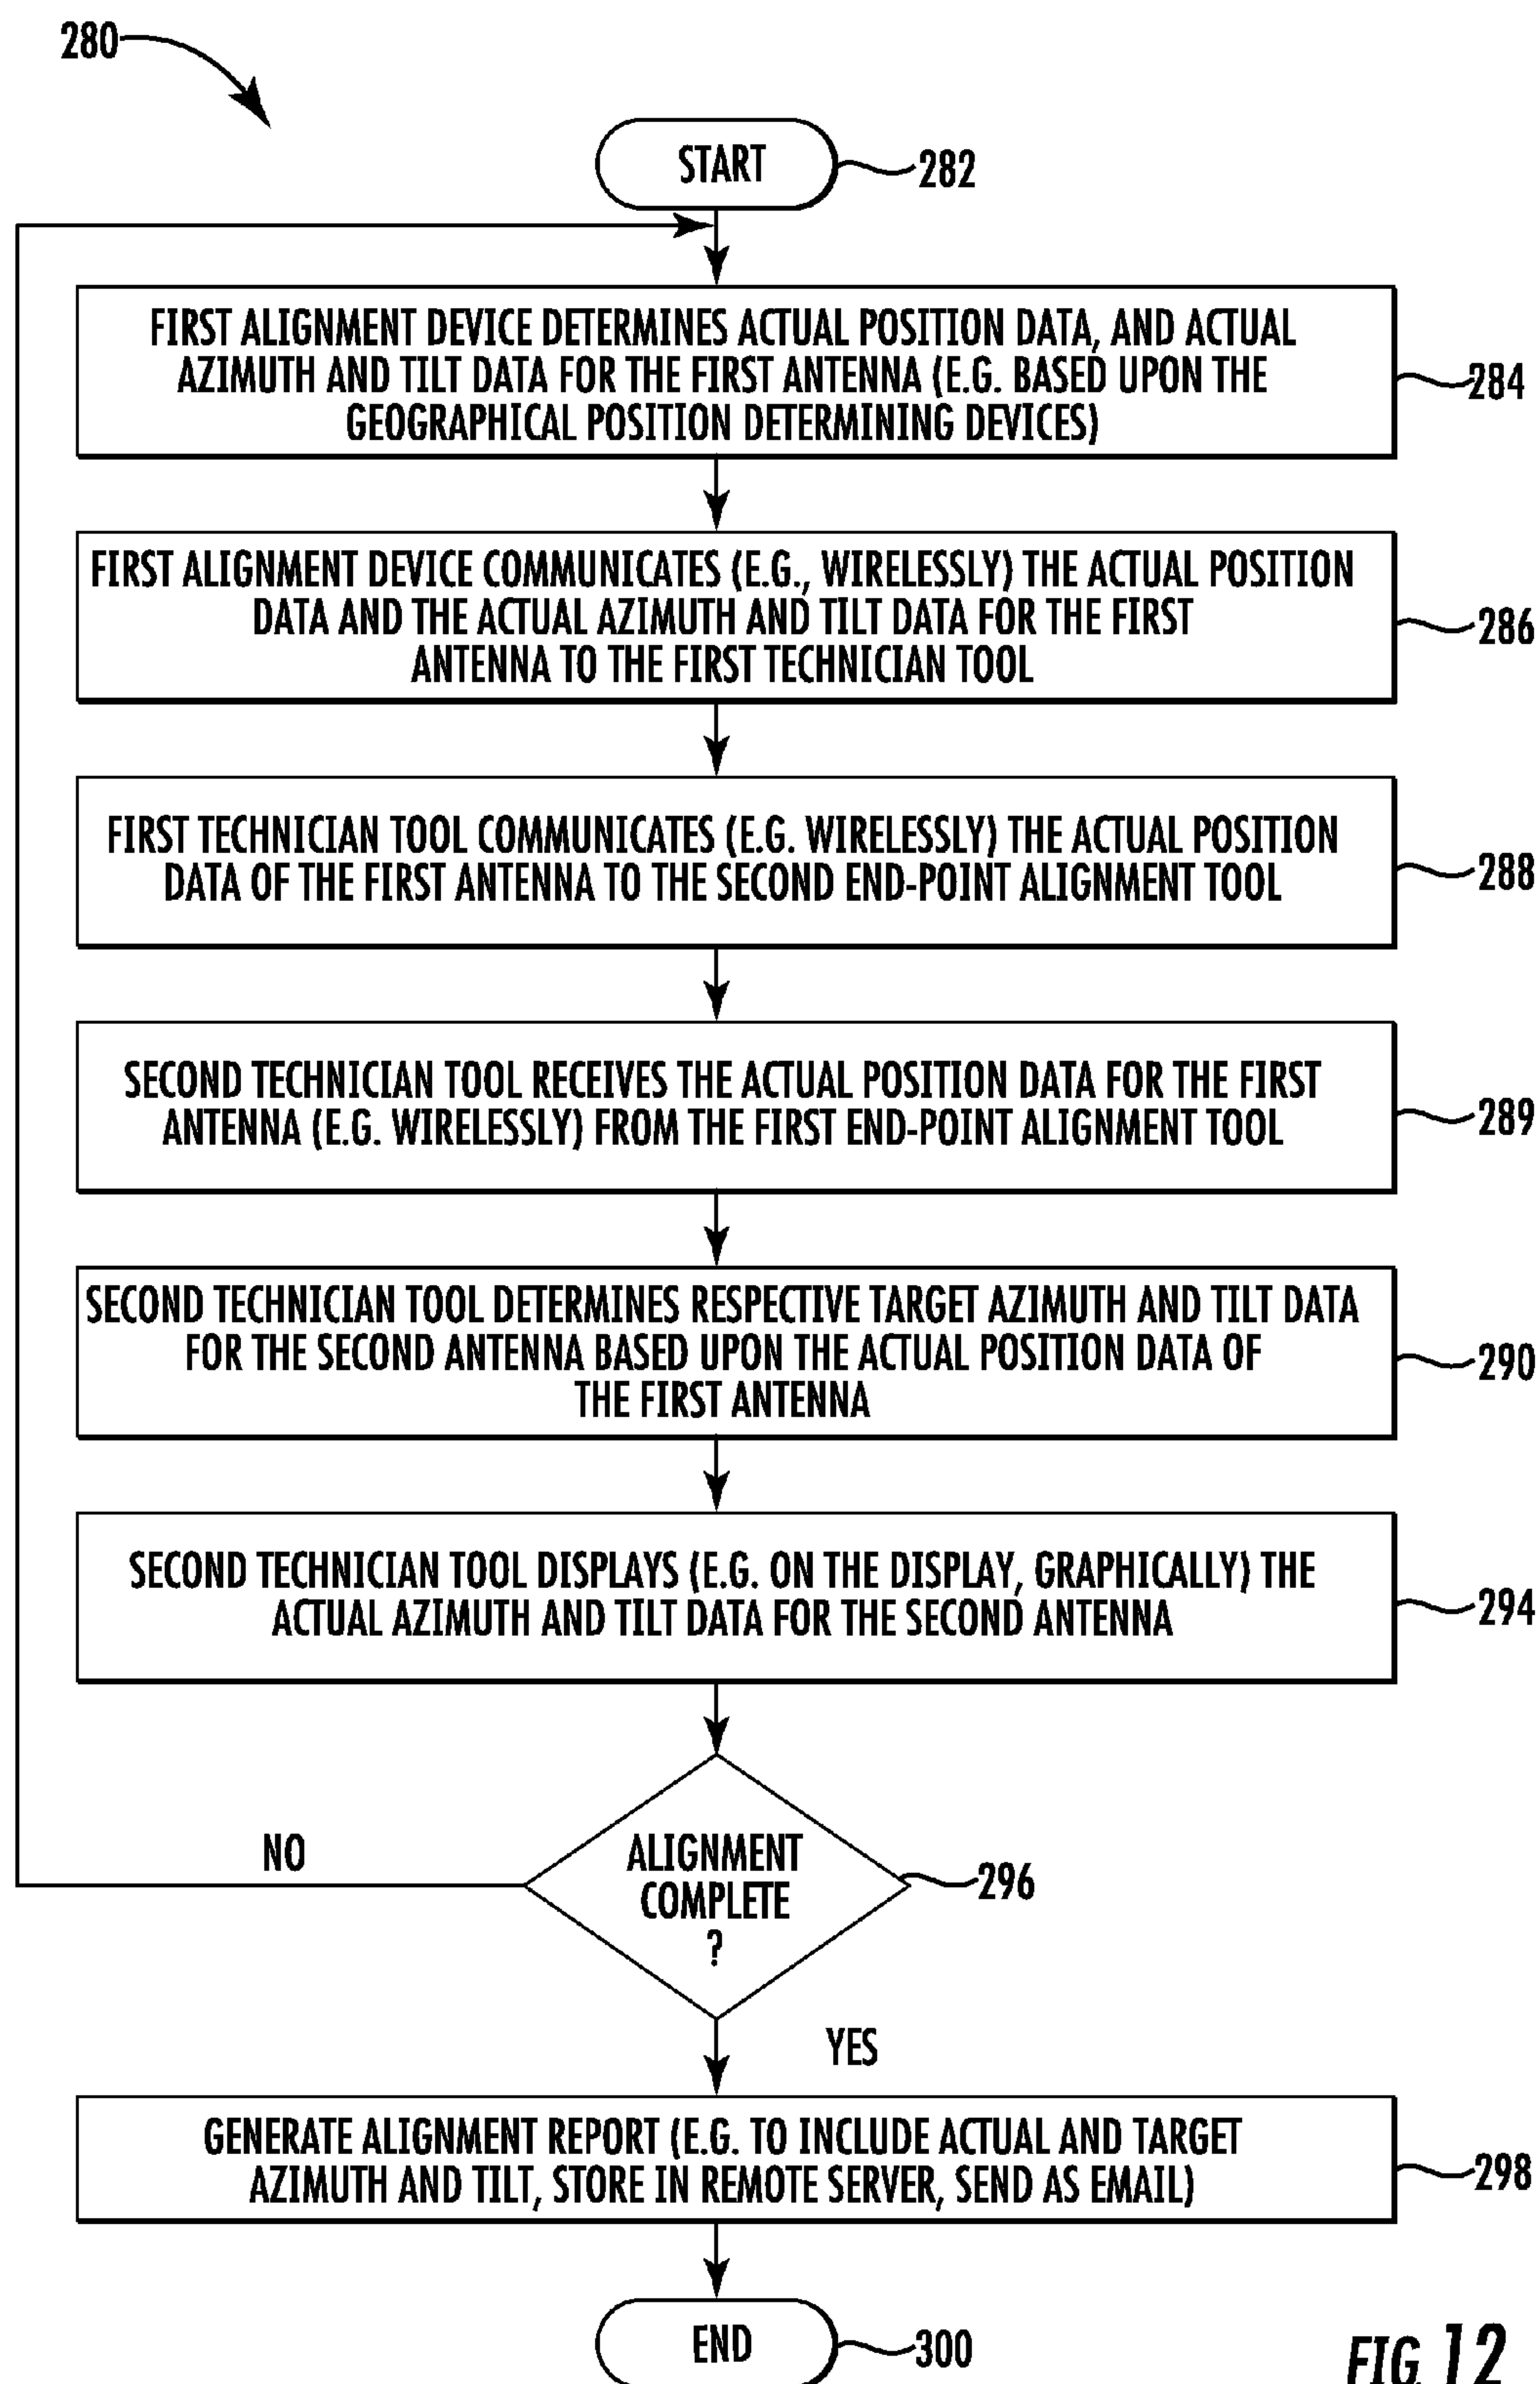 280
START
282
FIRST ALIGNMENT DEVICE DETERMINES ACTUAL POSITION DATA, AND ACTUAL
AZIMUTH AND TILT DATA FOR THE FIRST ANTENNA (E.G. BASED UPON THE
GEOGRAPHICAL POSITION DETERMINING DEVICES)
284
FIRST ALIGNMENT DEVICE COMMUNICATES (E.G., WIRELESSLY) THE ACTUAL POSITION
DATA AND THE ACTUAL AZIMUTH AND TILT DATA FOR THE FIRST
ANTENNA TO THE FIRST TECHNICIAN TOOL
286
FIRST TECHNICIAN TOOL COMMUNICATES (E.G. WIRELESSLY) THE ACTUAL POSITION
DATA OF THE FIRST ANTENNA TO THE SECOND END-POINT ALIGNMENT TOOL
288
SECOND TECHNICIAN TOOL RECEIVES THE ACTUAL POSITION DATA FOR THE FIRST
ANTENNA (E.G. WIRELESSLY) FROM THE FIRST END-POINT ALIGNMENT TOOL
289
SECOND TECHNICIAN TOOL DETERMINES RESPECTIVE TARGET AZIMUTH AND TILT DATA
FOR THE SECOND ANTENNA BASED UPON THE ACTUAL POSITION DATA OF
THE FIRST ANTENNA
290
SECOND TECHNICIAN TOOL DISPLAYS (E.G. ON THE DISPLAY, GRAPHICALLY) THE
ACTUAL AZIMUTH AND TILT DATA FOR THE SECOND ANTENNA
294
NO
ALIGNMENT
COMPLETE
?
296
YES
GENERATE ALIGNMENT REPORT (E.G. TO INCLUDE ACTUAL AND TARGET
AZIMUTH AND TILT, STORE IN REMOTE SERVER, SEND AS EMAIL)
298
END
300
FIG. 12